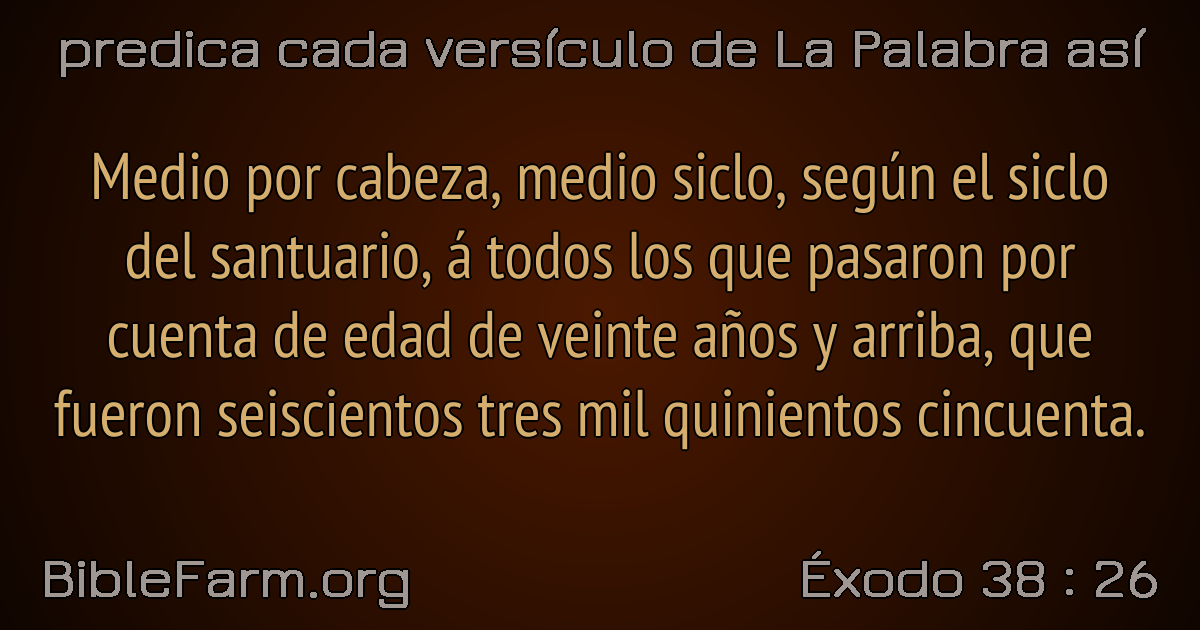 predica cada versículo de La Palabra así
Medio por cabeza, medio siclo, según el siclo
del santuario, á todos los que pasaron por
cuenta de edad de veinte años y arriba, que
fueron seiscientos tres mil quinientos cincuenta.
BibleFarm.org
Éxodo 38 : 26